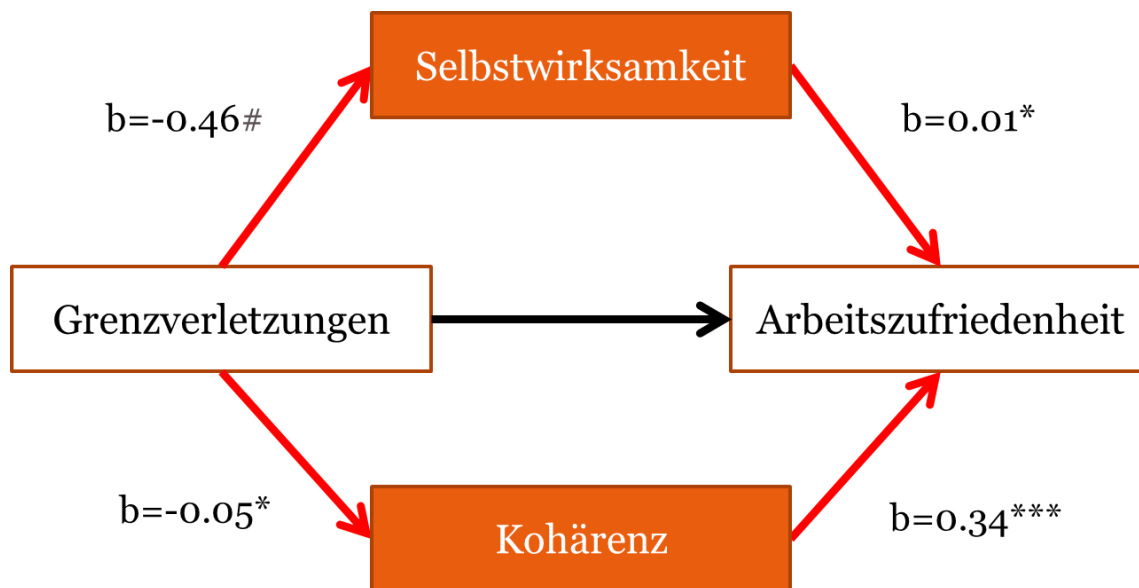 Selbstwirksamkeit
b=-0.46#
b=0.01*
Grenzverletzungen
Arbeitszufriedenheit
b=-0.05*
b=0.34***
Kohärenz